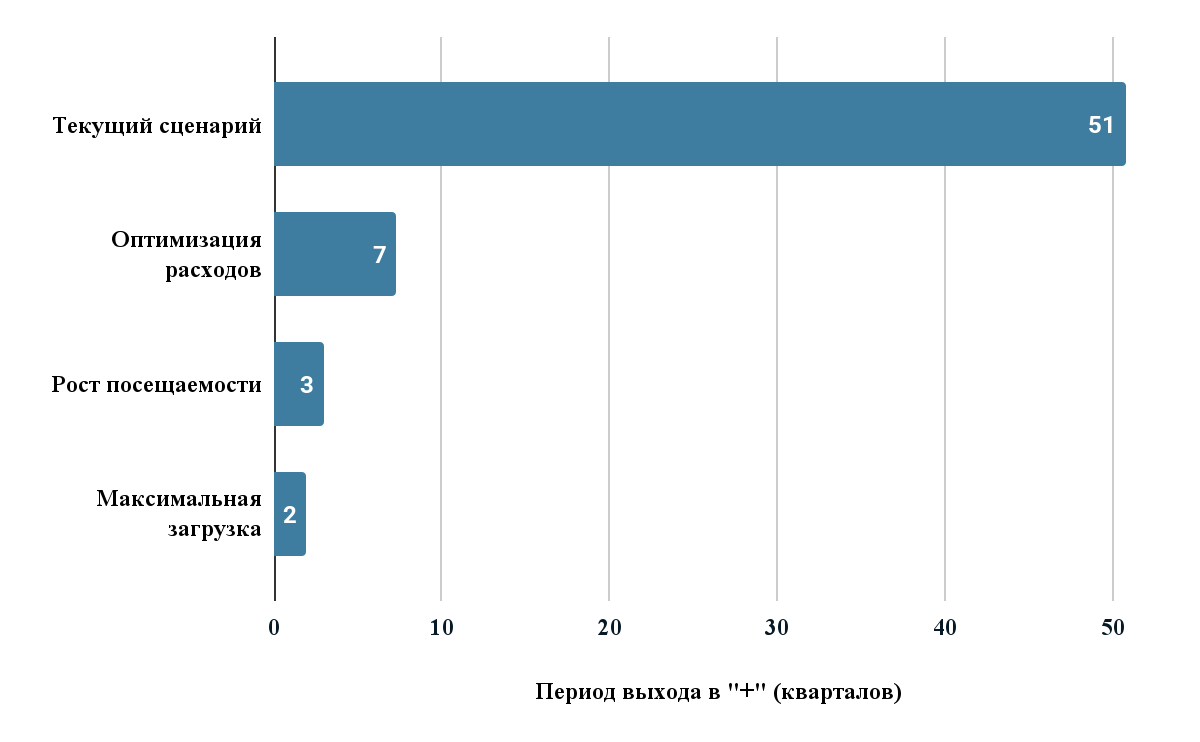 Текущий сценарий
51
Оптимизация
расходов
7
Рост посещаемости
3
Максимальная
загрузка
2
0 10 20 30 40 50
Период выхода в "+" (кварталов)